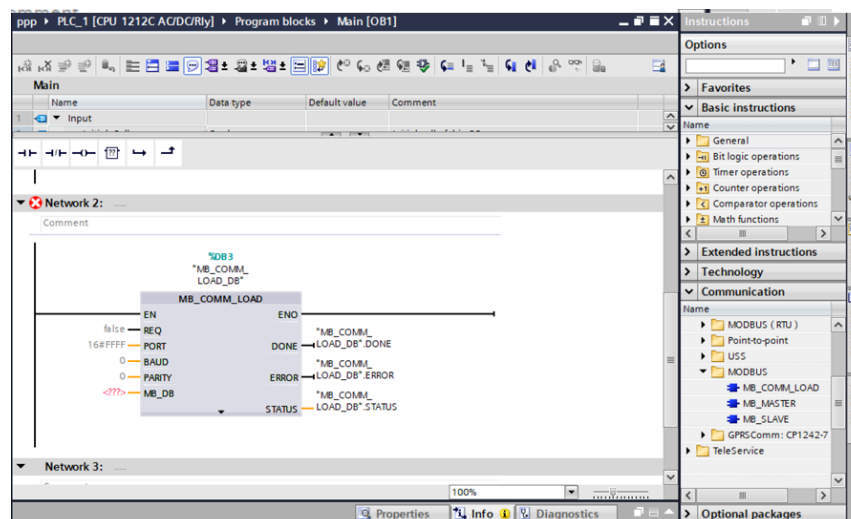 ppp ▸ PLC_1 [CPU 1212C AC/DC/Rly] ▸ Program blocks ▸ Main [OB1]
Main
Name Data type Default value Comment
1 Input
Network 2:
Comment
%DB3
"MB_COMM_
LOAD_DB"
MB_COMM_LOAD
EN ENO
false REQ
16#FFFF PORT
0 BAUD
0 PARITY
<???> MB_DB
"MB_COMM_
DONE LOAD_DB".DONE
"MB_COMM_
ERROR LOAD_DB".ERROR
"MB_COMM_
STATUS LOAD_DB".STATUS
Network 3:
100%
Properties Info Diagnostics
Instructions
Options
Favorites
Basic instructions
Name
General
Bit logic operations
Timer operations
Counter operations
Comparator operations
Math functions
Extended instructions
Technology
Communication
Name
MODBUS (RTU)
Point-to-point
USS
MODBUS
MB_COMM_LOAD
MB_MASTER
MB_SLAVE
GPRSComm: CP1242-7
TeleService
Optional packages